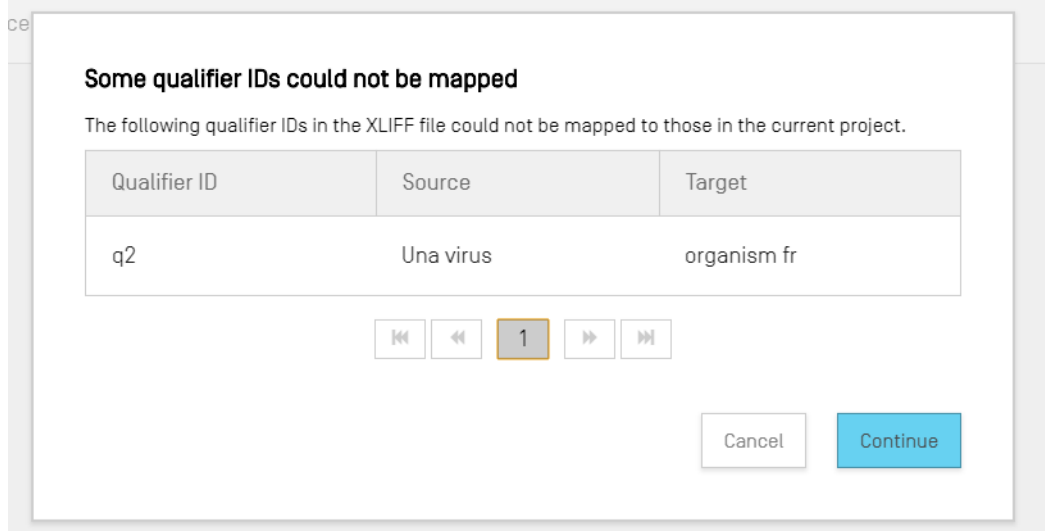 ce
Some qualifier IDs could not be mapped
The following qualifier IDs in the XLIFF file could not be mapped to those in the current project.
Qualifier ID Source Target
q2 Una virus organism fr
1
Cancel Continue